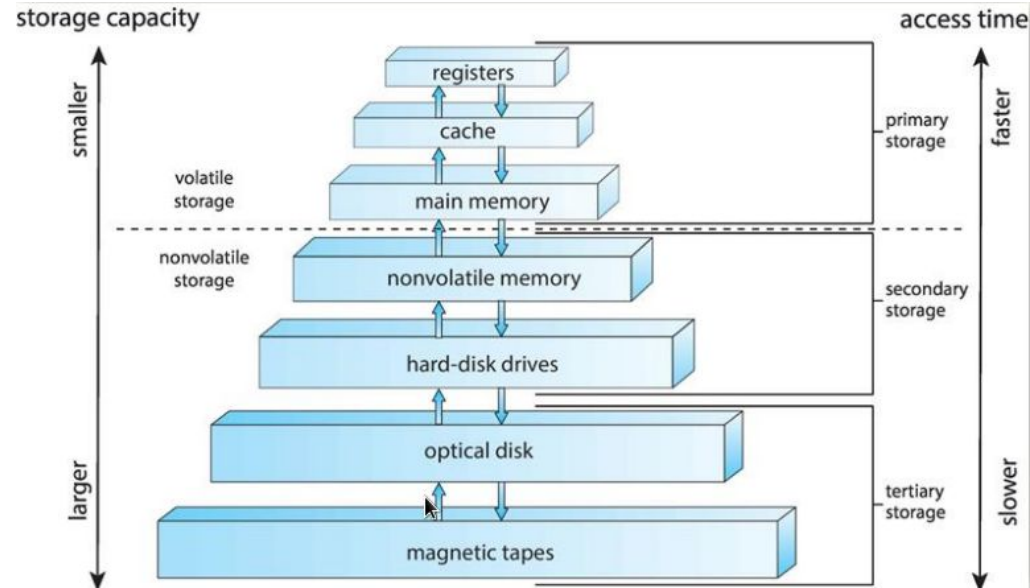 storage capacity
access time
registers
smaller
faster
cache
primary
storage
volatile
storage
main memory
nonvolatile
storage
nonvolatile memory
secondary
storage
hard-disk drives
optical disk
larger
slower
tertiary
storage
magnetic tapes